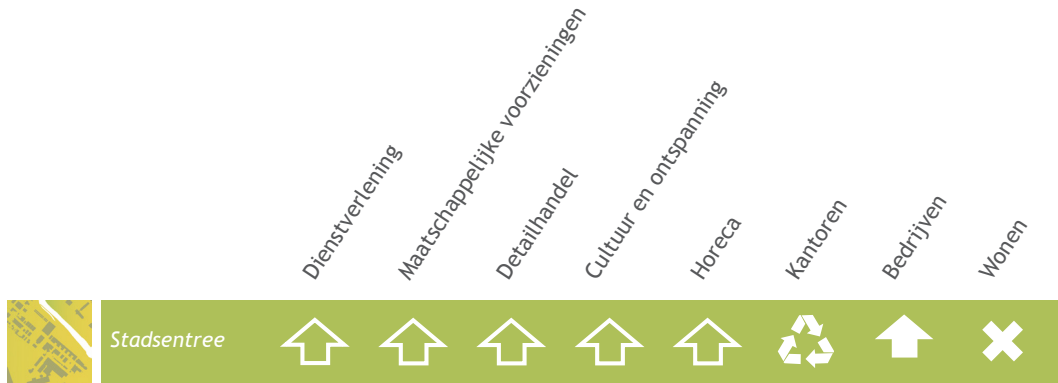 Dienstverlening
Maatschappelijke voorzieningen
Detailhandel
Cultuur en ontspanning
Horeca
Kantoren
Bedrijven
Wonen
Stadsentree